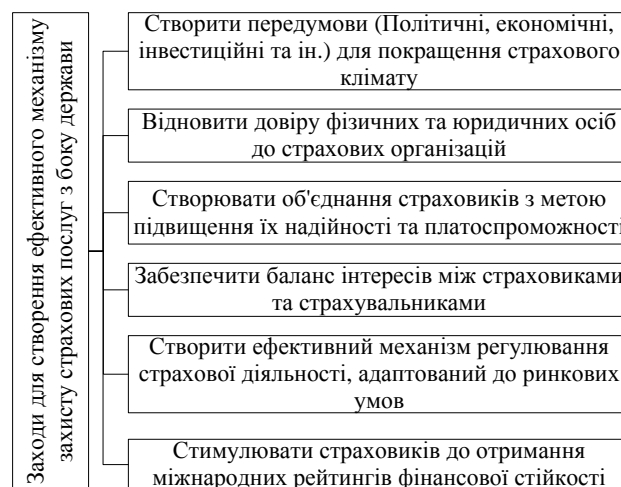 Заходи для створення ефективного механізму
захисту страхових послуг з боку держави
Створити передумови (Політичні, економічні,
інвестиційні та ін.) для покращення страхового
клімату
Відновити довіру фізичних та юридичних осіб
до страхових організацій
Створювати об'єднання страховиків з метою
підвищення їх надійності та платоспроможності
Забезпечити баланс інтересів між страховиками
та страхувальниками
Створити ефективний механізм регулювання
страхової діяльності, адаптований до ринкових
умов
Стимулювати страховиків до отримання
міжнародних рейтингів фінансової стійкості